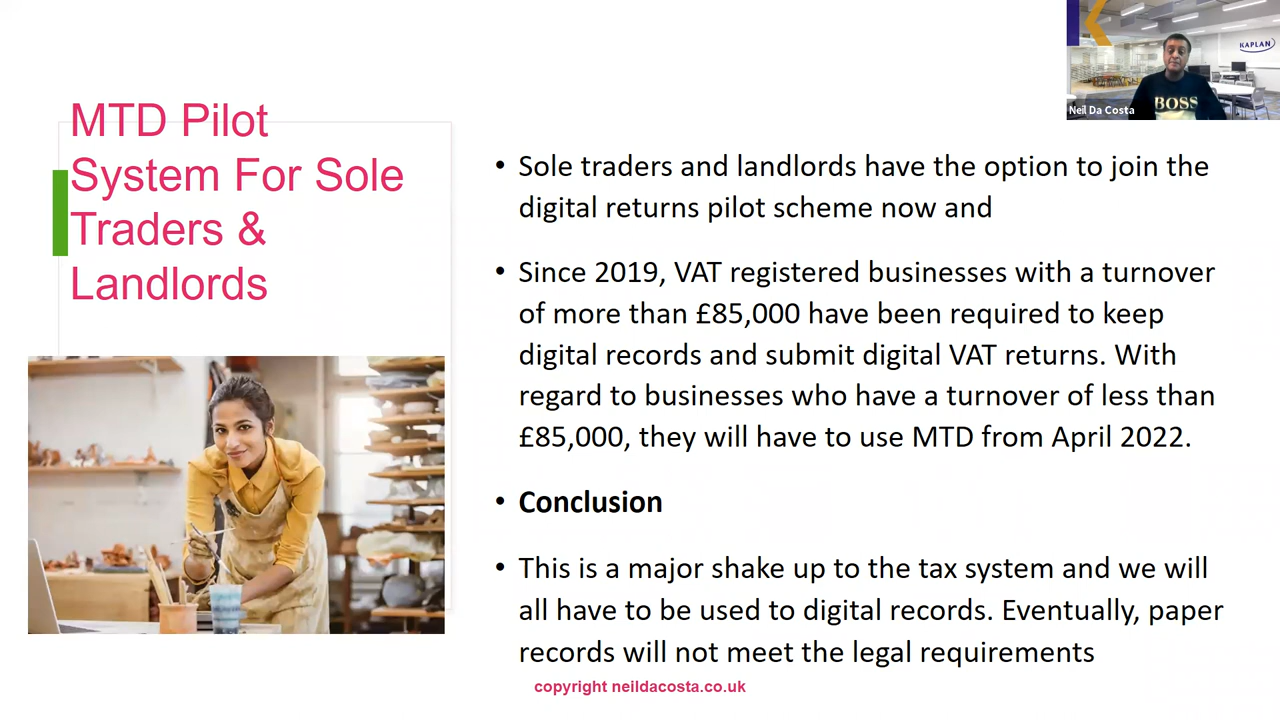 KAPLAN
BOSS
Neil Da Costa
MTD Pilot
System For Sole
Traders &
Landlords
• Sole traders and landlords have the option to join the
digital returns pilot scheme now and
• Since 2019, VAT registered businesses with a turnover
of more than £85,000 have been required to keep
digital records and submit digital VAT returns. With
regard to businesses who have a turnover of less than
£85,000, they will have to use MTD from April 2022.
• Conclusion
• This is a major shake up to the tax system and we will
all have to be used to digital records. Eventually, paper
records will not meet the legal requirements
copyright neildacosta.co.uk